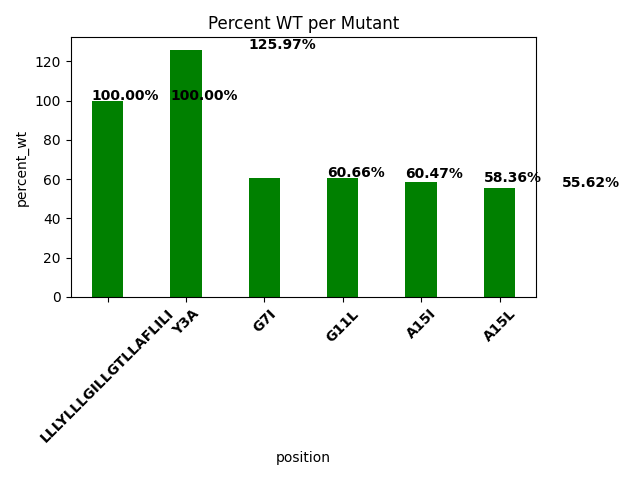 Percent WT per Mutant
125.97%
100.00% 100.00%
60.66% 60.47% 58.36% 55.62%
percent_wt
120
100
80
60
40
20
0
LLLYLLLGILLGTLLAFLILI Y3A G7I G11L A15I A15L
position